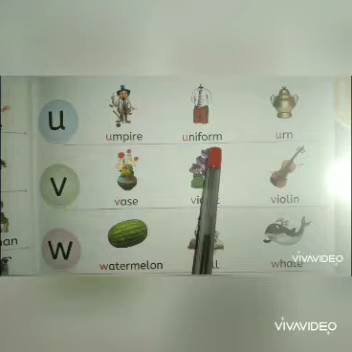 u
umpire uniform urn
v
vase violin
w
watermelon whale
VIVAVIDEO
VIVAVIDEO